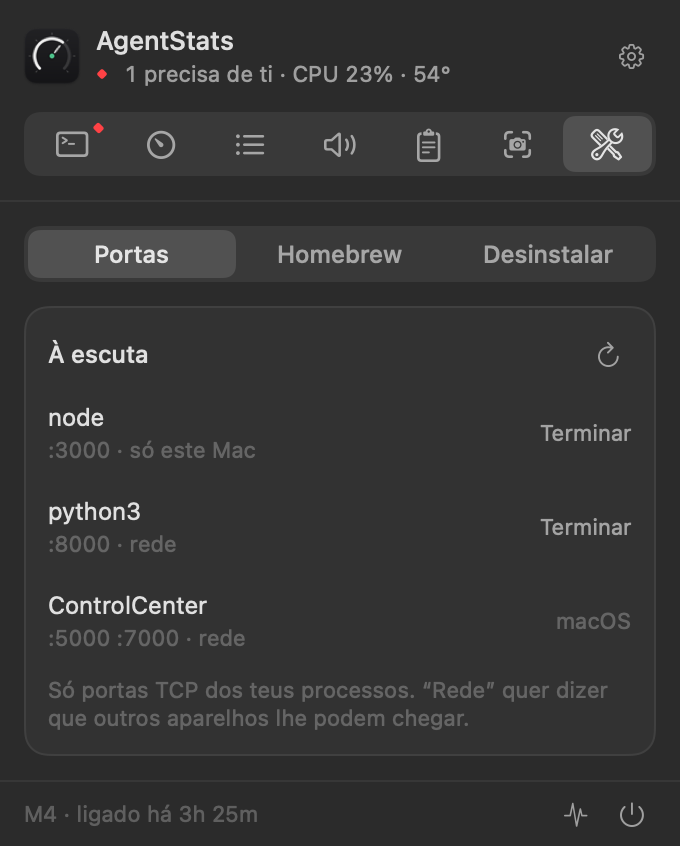 AgentStats
1 precisa de ti · CPU 23% · 54°
Portas Homebrew Desinstalar
À escuta
node
:3000 · só este Mac
Terminar
python3
:8000 · rede
Terminar
ControlCenter
:5000 :7000 · rede
macOS
Só portas TCP dos teus processos. “Rede” quer dizer
que outros aparelhos lhe podem chegar.
M4 · ligado há 3h 25m